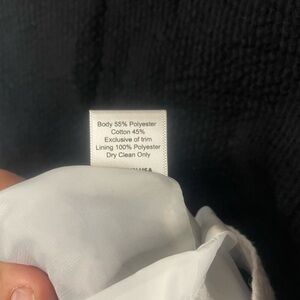 Body 55% Polyester
Cotton 45%
Exclusive of trim
Lining 100% Polyester
Dry Clean Only